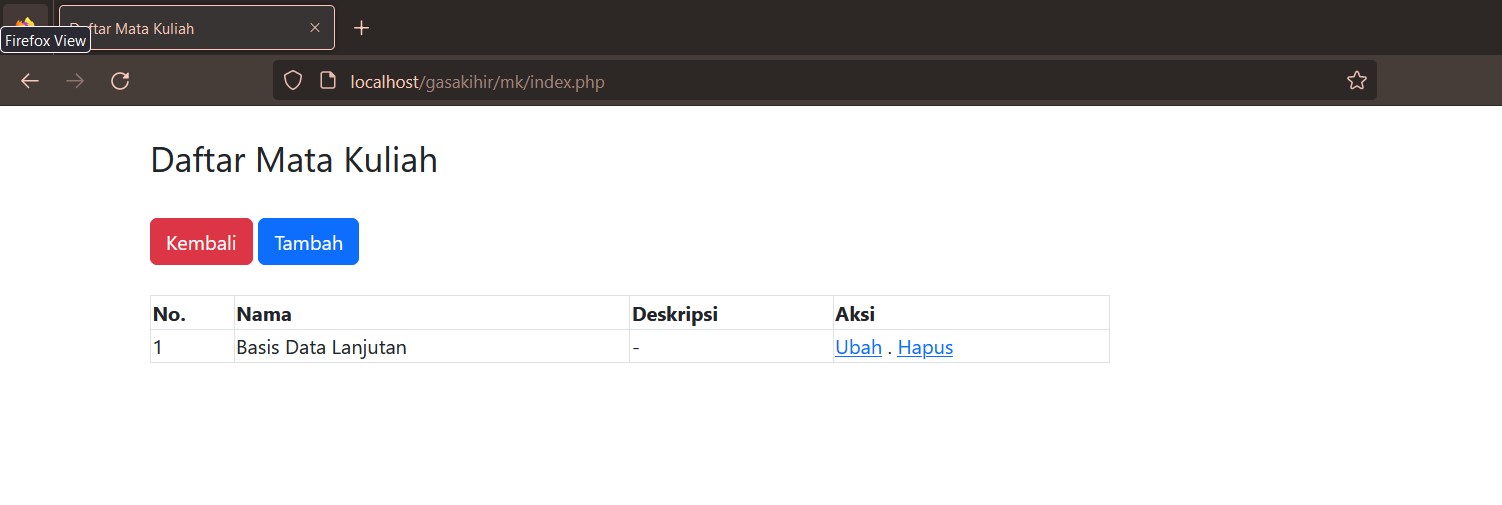 Daftar Mata Kuliah
Firefox View
localhost/gasakihir/mk/index.php
Daftar Mata Kuliah
Kembali Tambah
No. Nama Deskripsi Aksi
1 Basis Data Lanjutan - Ubah . Hapus